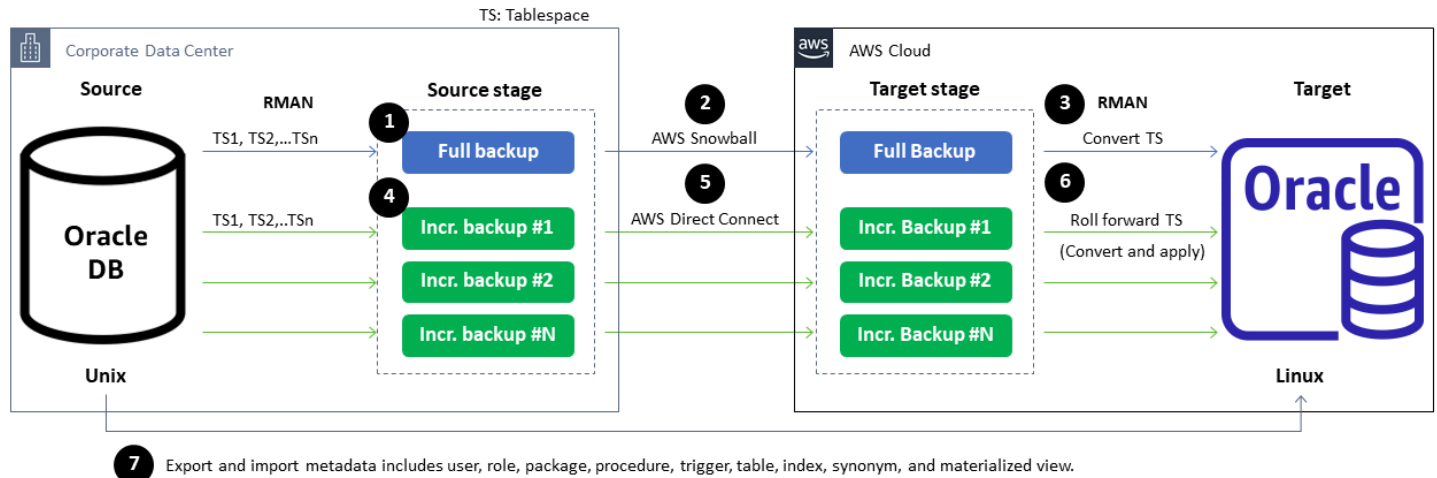 TS: Tablespace
Corporate Data Center
aws
AWS Cloud
Source
RMAN
Source stage
2
Target stage
3
RMAN
Target
1
TS1, TS2,...TSn
Full backup
AWS Snowball
Full Backup
Convert TS
4
5
6
Oracle
DB
TS1, TS2,..TSn
Incr. backup #1
AWS Direct Connect
Incr. Backup #1
Roll forward TS
(Convert and apply)
Oracle
Incr. backup #2
Incr. Backup #2
Incr. backup #N
Incr. Backup #N
Unix
Linux
7 Export and import metadata includes user, role, package, procedure, trigger, table, index, synonym, and materialized view.